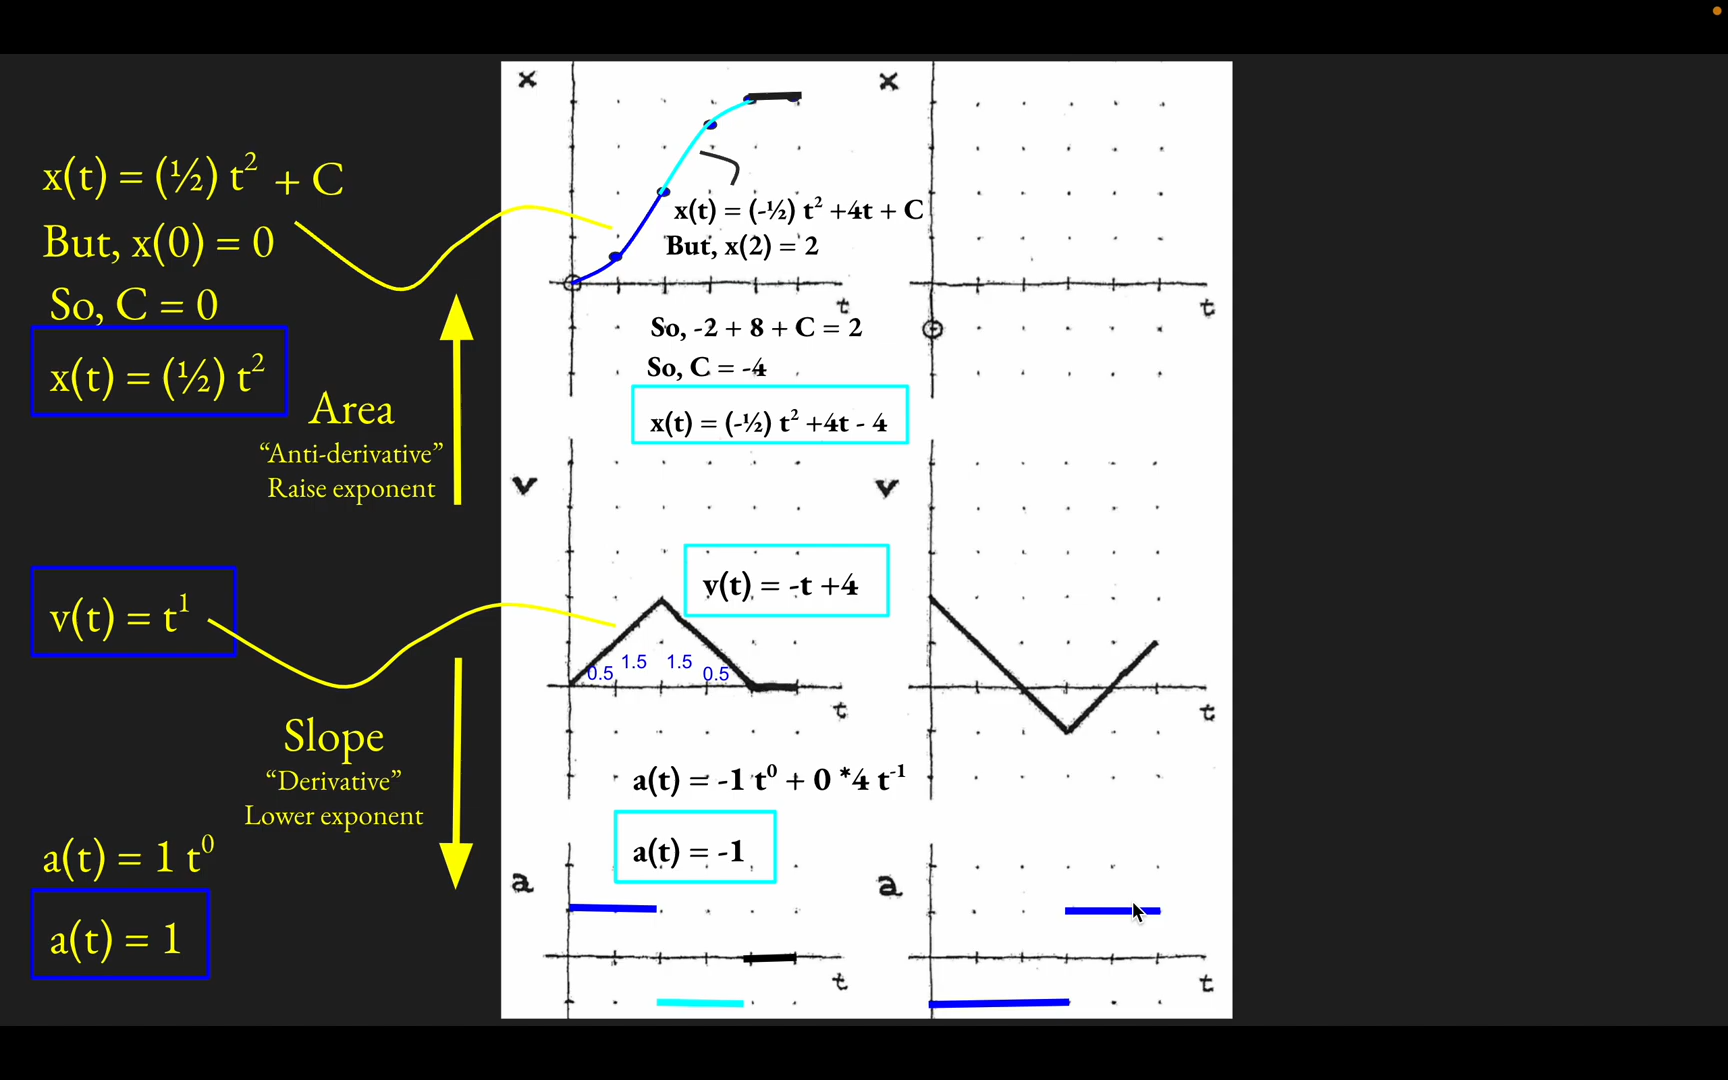 x(t) = (½) t² + C
But, x(0) = 0
So, C = 0
x(t) = (½) t²
Area
“Anti-derivative”
Raise exponent
v(t) = t¹
Slope
“Derivative”
Lower exponent
a(t) = 1 t⁰
a(t) = 1
x
x(t) = (-½) t² +4t + C
But, x(2) = 2
t
So, -2 + 8 + C = 2
So, C = -4
x(t) = (-½) t² +4t - 4
v
v(t) = -t +4
0.5 1.5 1.5 0.5
t
a(t) = -1 t⁰ + 0 *4 t⁻¹
a(t) = -1
a
t
x
t
v
t
a
t